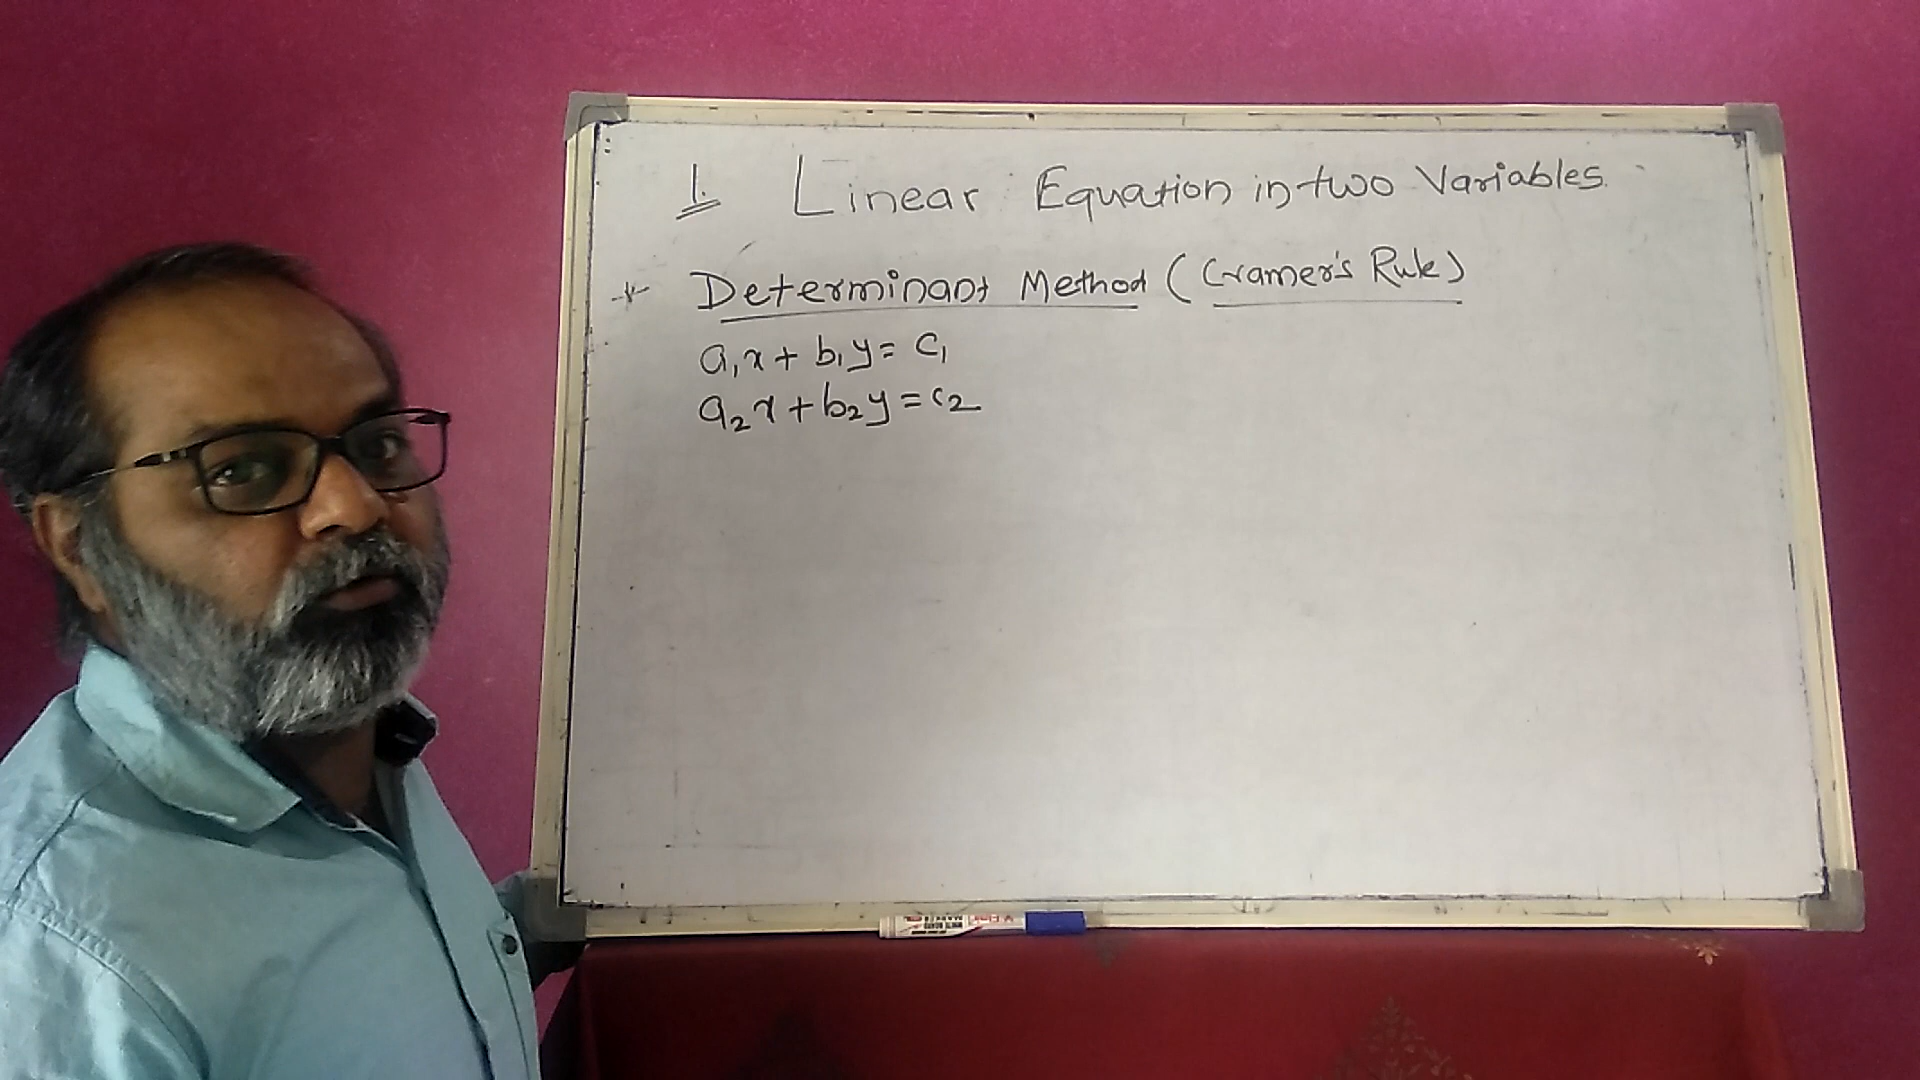 1. Linear Equation in two Variables
* Determinant Method (Cramer's Rule)
a₁x + b₁y = c₁
a₂x + b₂y = c₂